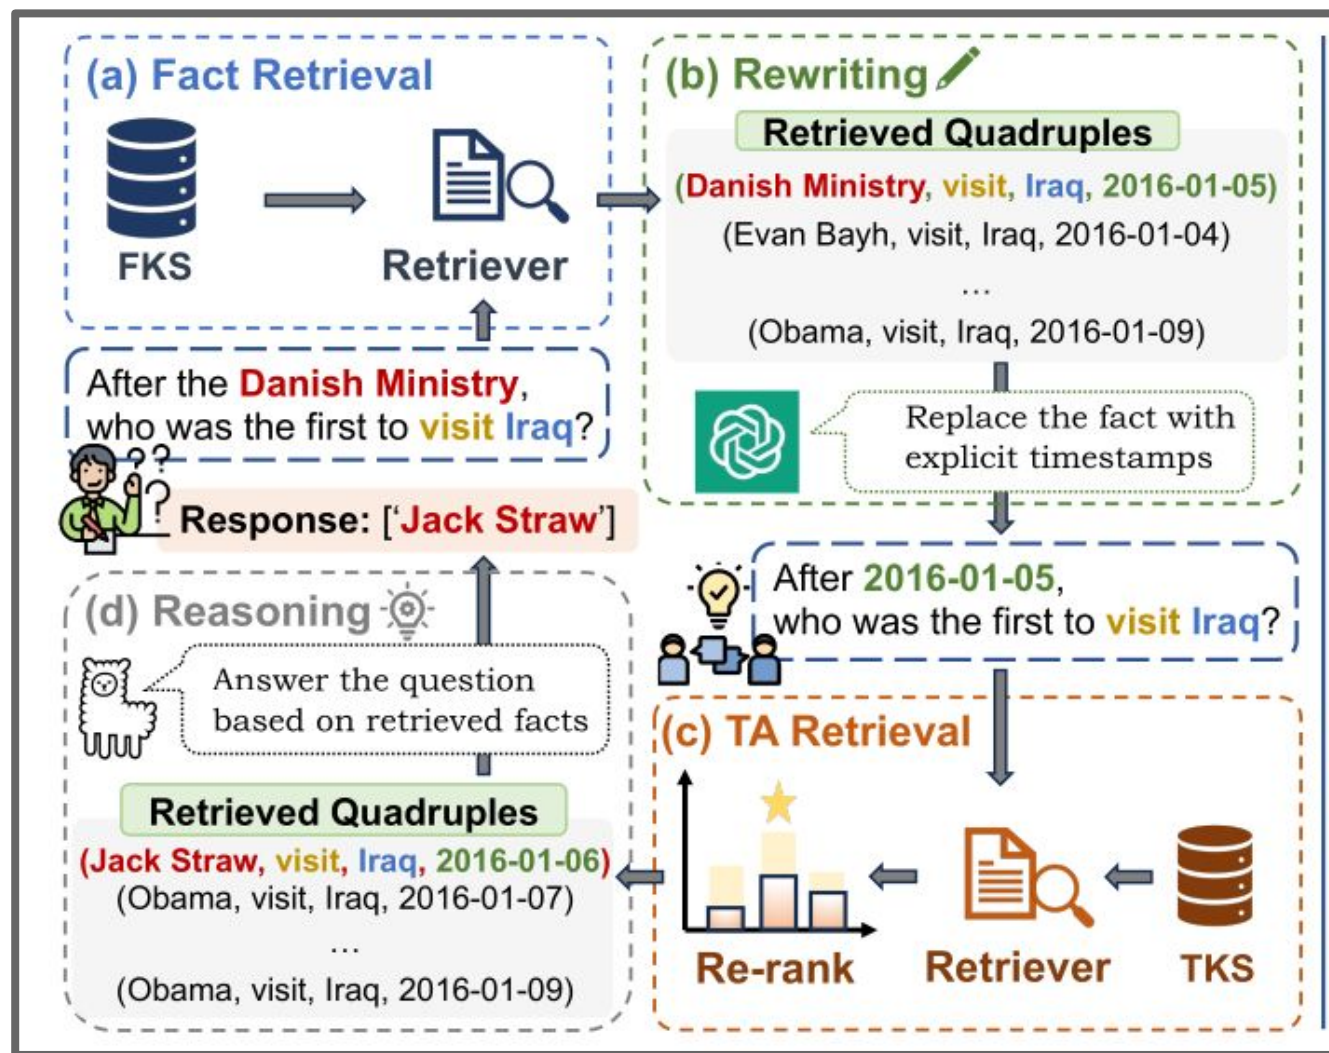 (a) Fact Retrieval
FKS
Retriever
After the Danish Ministry,
who was the first to visit Iraq?
??
?
Response: ['Jack Straw']
(b) Rewriting
Retrieved Quadruples
(Danish Ministry, visit, Iraq, 2016-01-05)
(Evan Bayh, visit, Iraq, 2016-01-04)
...
(Obama, visit, Iraq, 2016-01-09)
Replace the fact with
explicit timestamps
After 2016-01-05,
who was the first to visit Iraq?
(c) TA Retrieval
Re-rank
Retriever
TKS
(d) Reasoning
Answer the question
based on retrieved facts
Retrieved Quadruples
(Jack Straw, visit, Iraq, 2016-01-06)
(Obama, visit, Iraq, 2016-01-07)
...
(Obama, visit, Iraq, 2016-01-09)